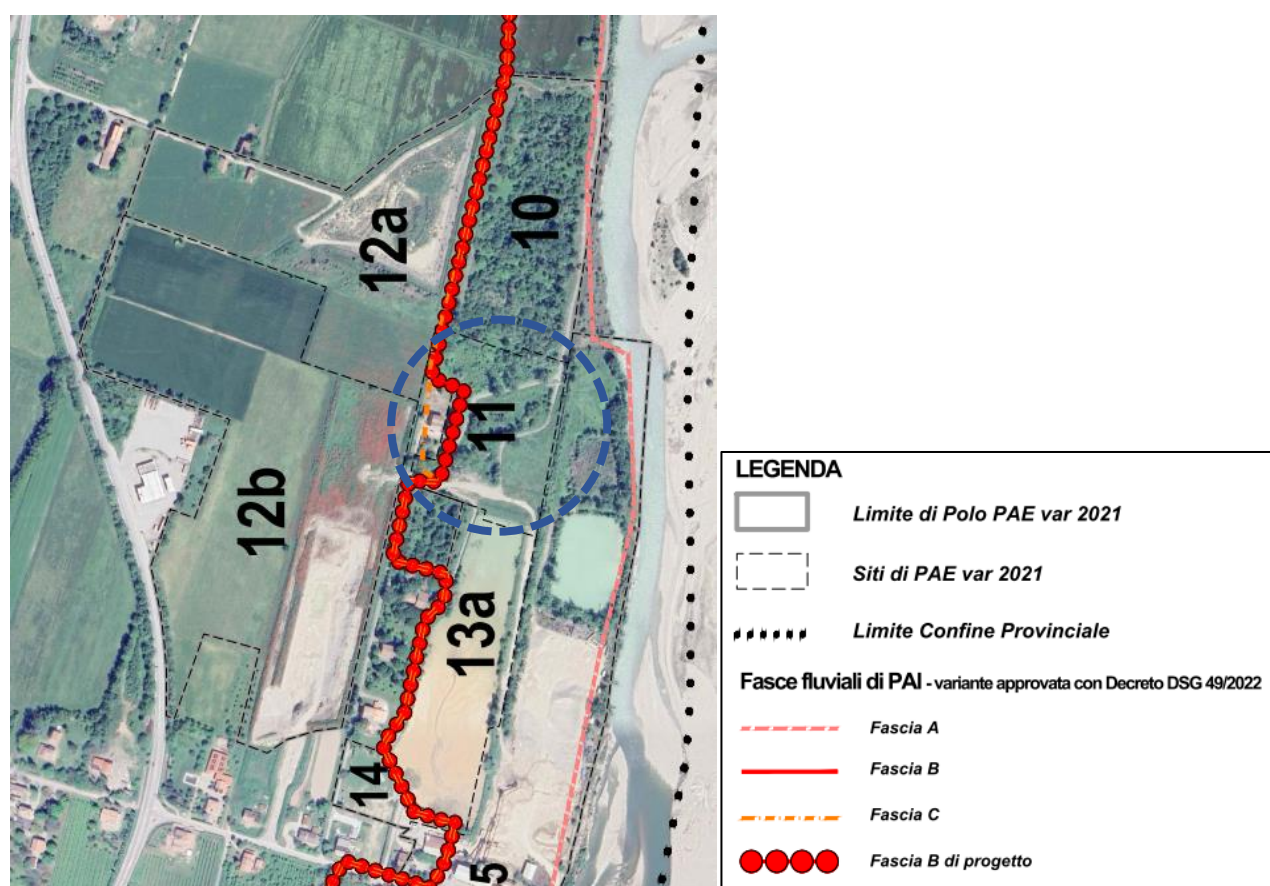 10
12a
11
12b
13a
14
5
LEGENDA
Limite di Polo PAE var 2021
Siti di PAE var 2021
Limite Confine Provinciale
Fasce fluviali di PAI - variante approvata con Decreto DSG 49/2022
Fascia A
Fascia B
Fascia C
Fascia B di progetto